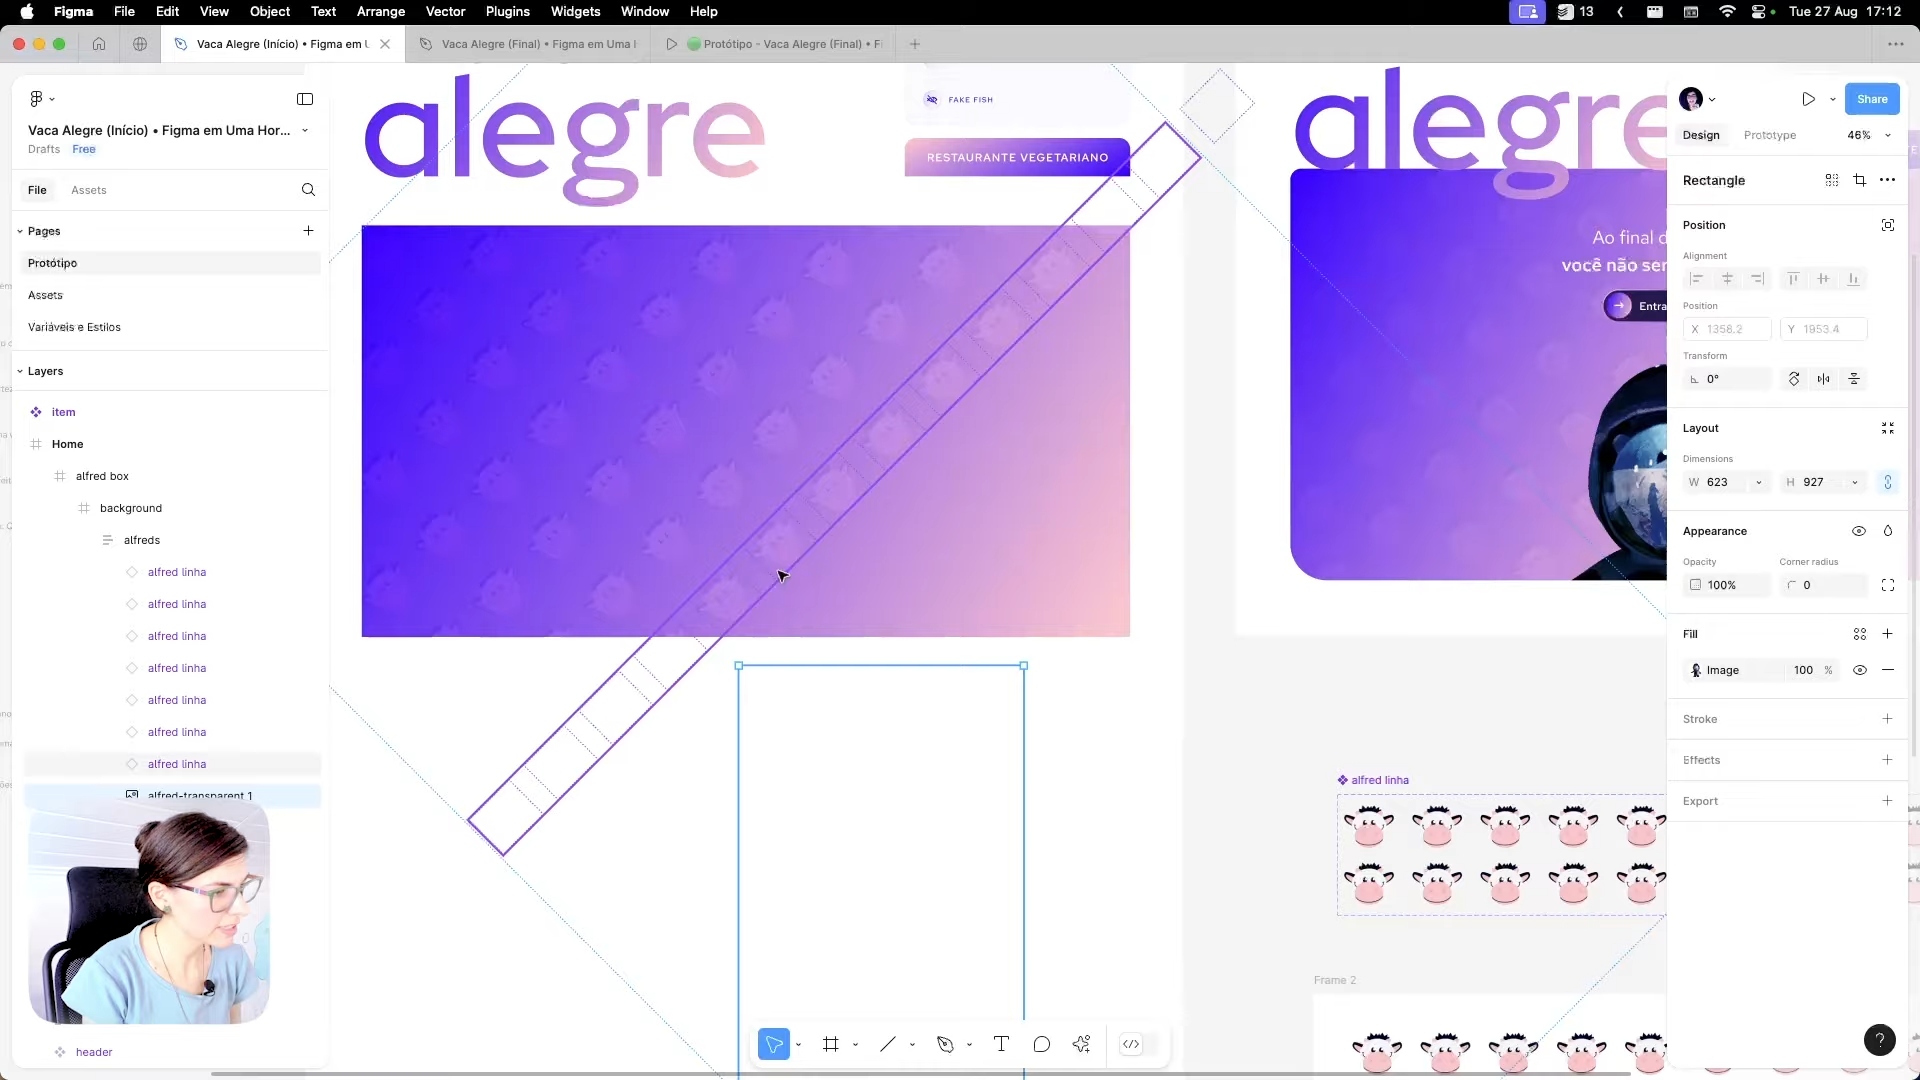 Figma File Edit View Object Text Arrange Vector Plugins Widgets Window Help
13
Tue 27 Aug 17:12
Vaca Alegre (Início) • Figma em U
Vaca Alegre (Final) • Figma em Uma
Protótipo - Vaca Alegre (Final) • F
Vaca Alegre (Início) • Figma em Uma Hor...
Drafts Free
File Assets
Pages
Protótipo
Assets
Variáveis e Estilos
Layers
item
Home
alfred box
background
alfreds
alfred linha
alfred linha
alfred linha
alfred linha
alfred linha
alfred linha
alfred linha
alfred-transparent 1
header
alegre
FAKE FISH
RESTAURANTE VEGETARIANO
alegre
Ao final d
você não ser
Entra
alfred linha
Frame 2
Share
Design Prototype 46%
Rectangle
Position
Alignment
Position
X 1358.2 Y 1953.4
Transform
0°
Layout
Dimensions
W 623 H 927
Appearance
Opacity Corner radius
100% 0
Fill
Image 100 %
Stroke
Effects
Export
?